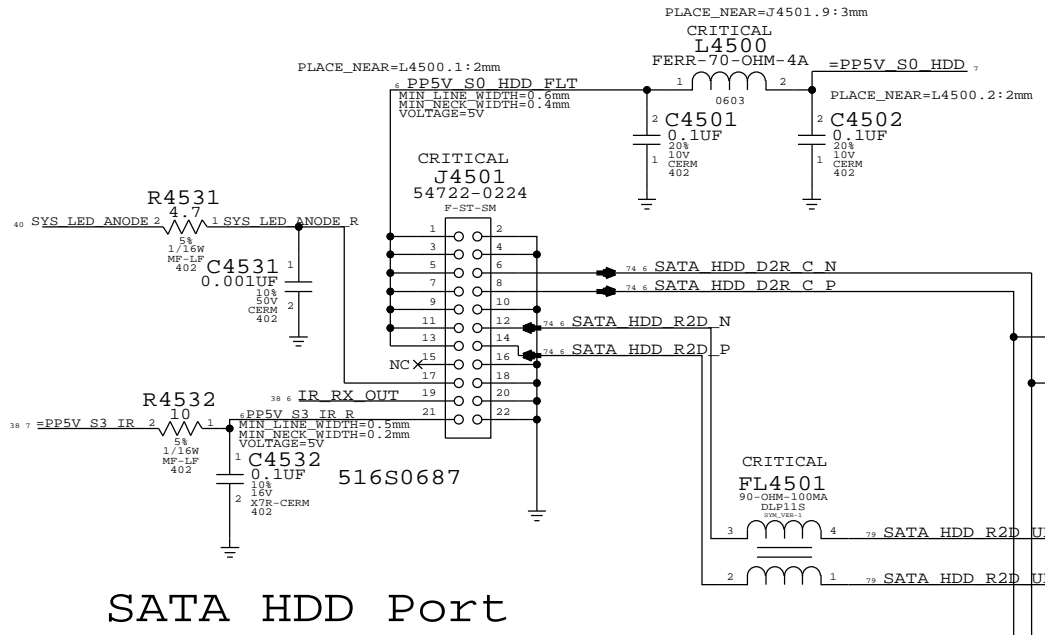 PLACE_NEAR=J4501.9:3mm
CRITICAL
L4500
FERR-70-OHM-4A
1 2
0603
=PP5V_S0_HDD 7
PLACE_NEAR=L4500.1:2mm
6 PP5V_S0_HDD_FLT
MIN_LINE_WIDTH=0.6mm
MIN_NECK_WIDTH=0.4mm
VOLTAGE=5V
PLACE_NEAR=L4500.2:2mm
2
C4501
0.1UF
20%
10V
CERM
402
1
2
C4502
0.1UF
20%
10V
CERM
402
1
CRITICAL
J4501
54722-0224
F-ST-SM
1 2
3 4
5 6
7 8
9 10
11 12
13 14
NC 15 16
17 18
19 20
21 22
516S0687
R4531
4.7
40 SYS_LED_ANODE 2 1 SYS_LED_ANODE_R
5%
1/16W
MF-LF
402
1
C4531
0.001UF
10%
50V
CERM
402
2
74 6 SATA_HDD_D2R_C_N
74 6 SATA_HDD_D2R_C_P
74 6 SATA_HDD_R2D_N
74 6 SATA_HDD_R2D_P
38 6 IR_RX_OUT
R4532
10
38 7 =PP5V_S3_IR 2 1
5%
1/16W
MF-LF
402
6 PP5V_S3_IR_R
MIN_LINE_WIDTH=0.5mm
MIN_NECK_WIDTH=0.2mm
VOLTAGE=5V
1
C4532
0.1UF
10%
16V
X7R-CERM
402
2
CRITICAL
FL4501
90-OHM-100MA
DLP11S
SYM_VER-1
3 4
79 SATA_HDD_R2D_U
2 1
79 SATA_HDD_R2D_U
SATA HDD Port